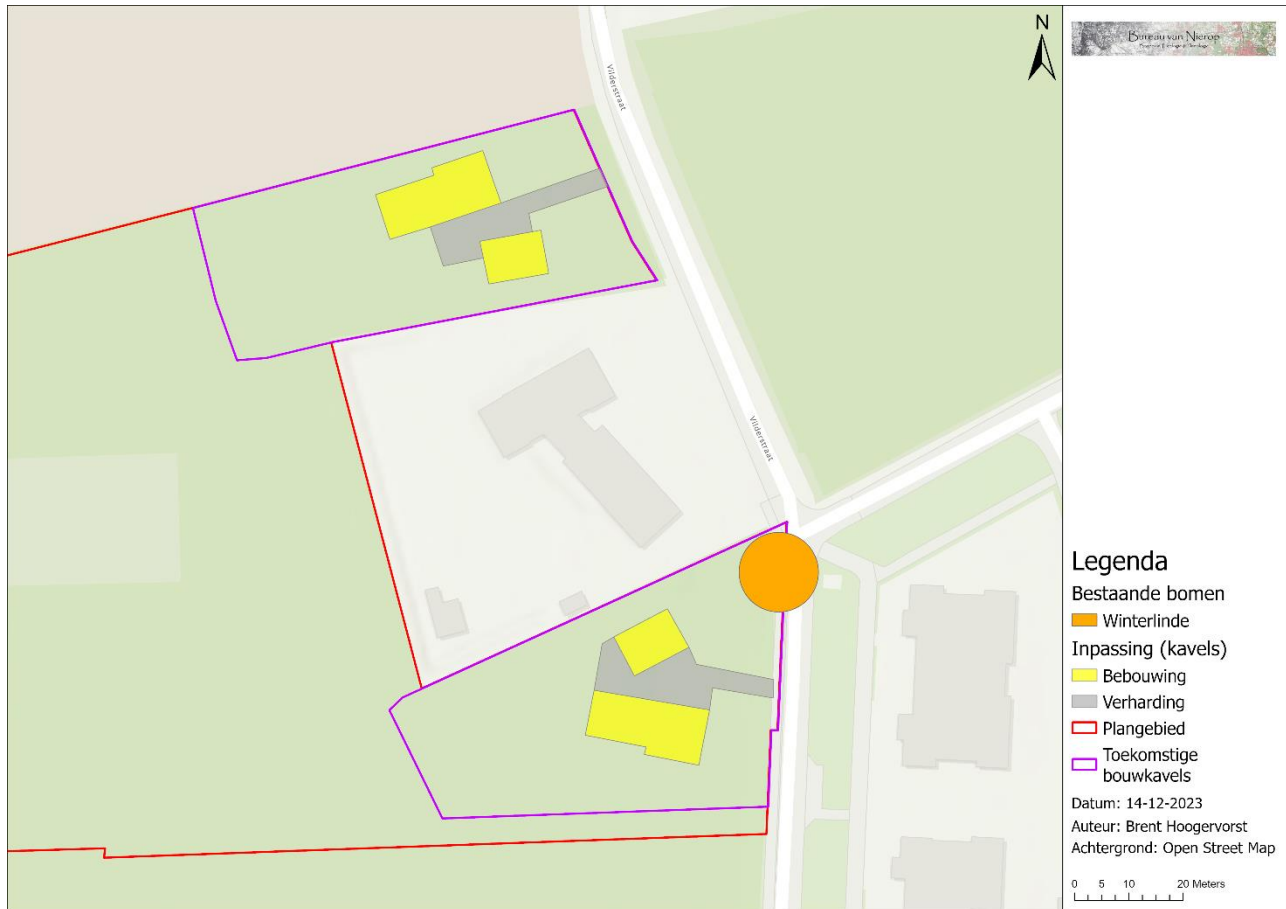 N
Bureau van Nierop
Vilderstraat
Vilderstraat
Legenda
Bestaande bomen
Winterlinde
Inpassing (kavels)
Bebouwing
Verharding
Plangebied
Toekomstige
bouwkavels
Datum: 14-12-2023
Auteur: Brent Hoogervorst
Achtergrond: Open Street Map
0 5 10 20 Meters